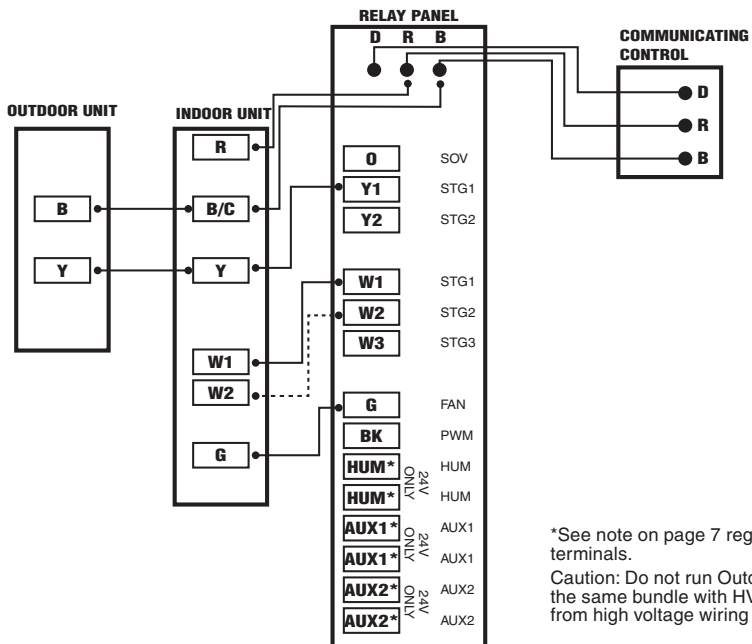 RELAY PANEL
D R B
COMMUNICATING
CONTROL
D
R
B
OUTDOOR UNIT
B
Y
INDOOR UNIT
R
B/C
Y
W1
W2
G
O SOV
Y1 STG1
Y2 STG2
W1 STG1
W2 STG2
W3 STG3
G FAN
BK PWM
HUM* HUM
HUM* HUM
24V
ONLY
AUX1* AUX1
AUX1* AUX1
24V
ONLY
AUX2* AUX2
AUX2* AUX2
24V
ONLY
*See note on page 7 reg
terminals.
Caution: Do not run Outd
the same bundle with HV
from high voltage wiring